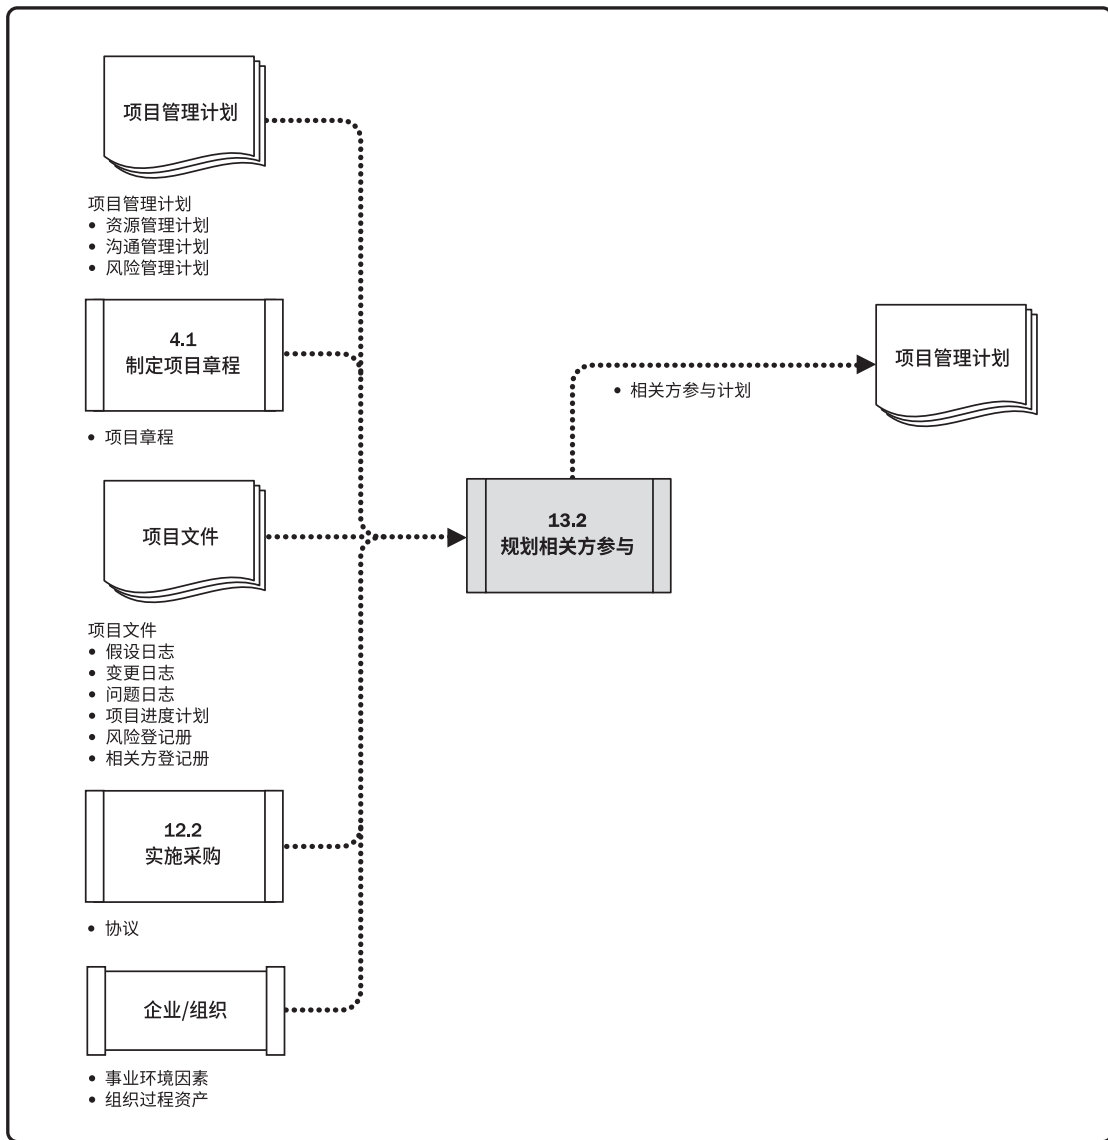 项目管理计划
项目管理计划
• 资源管理计划
• 沟通管理计划
• 风险管理计划
4.1
制定项目章程
• 项目章程
项目文件
项目文件
• 假设日志
• 变更日志
• 问题日志
• 项目进度计划
• 风险登记册
• 相关方登记册
12.2
实施采购
• 协议
企业/组织
• 事业环境因素
• 组织过程资产
13.2
规划相关方参与
• 相关方参与计划
项目管理计划